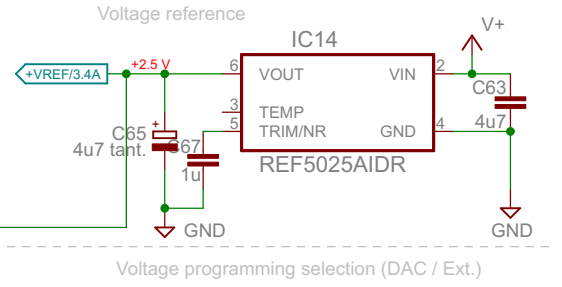 Voltage reference
IC14
V+
+VREF/3.4A
+2.5 V
6
VOUT
VIN
2
C63
4u7
3
TEMP
5
TRIM/NR
GND
4
C65
4u7 tant.
+
C67
1u
REF5025AIDR
GND
GND
Voltage programming selection (DAC / Ext.)